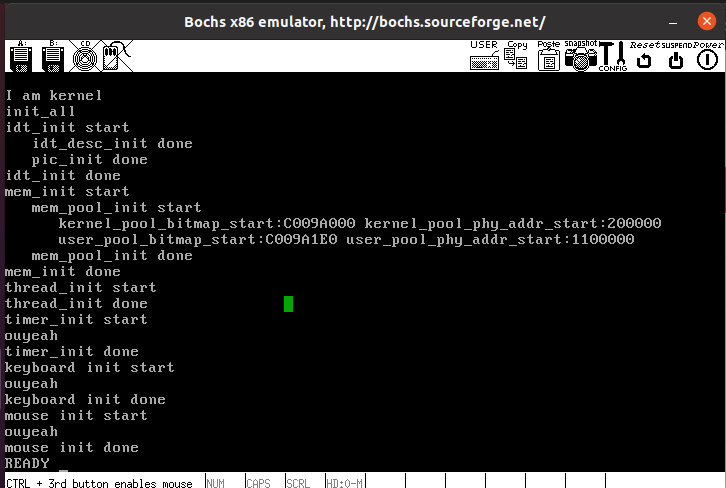 Bochs x86 emulator, http://bochs.sourceforge.net/
A: B: CD USER Copy Paste snapshot CONFIG Reset SUSPEND Power
I am kernel
init_all
idt_init start
idt_desc_init done
pic_init done
idt_init done
mem_init start
mem_pool_init start
kernel_pool_bitmap_start:C009A000 kernel_pool_phy_addr_start:200000
user_pool_bitmap_start:C009A1E0 user_pool_phy_addr_start:1100000
mem_pool_init done
mem_init done
thread_init start
thread_init done
timer_init start
ouyeah
timer_init done
keyboard init start
ouyeah
keyboard init done
mouse init start
ouyeah
mouse init done
READY
CTRL + 3rd button enables mouse NUM CAPS SCRL HD:0-M